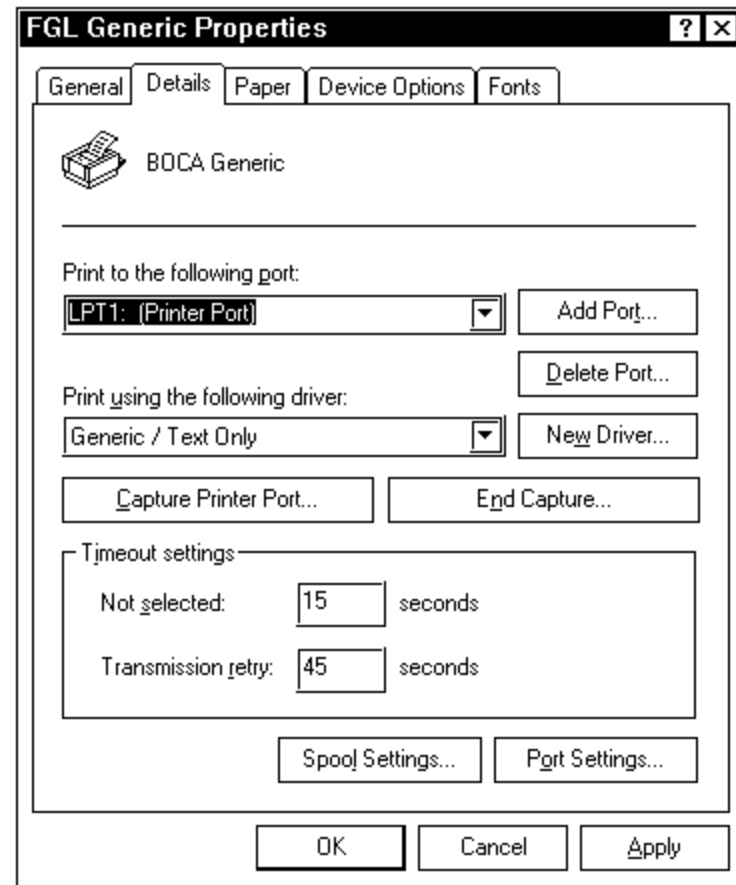 FGL Generic Properties
? ×
General Details Paper Device Options Fonts
BOCA Generic
Print to the following port:
LPT1: (Printer Port) Add Port...
Delete Port...
Print using the following driver:
Generic / Text Only New Driver...
Capture Printer Port... End Capture...
Timeout settings
Not selected: 15 seconds
Transmission retry: 45 seconds
Spool Settings... Port Settings...
OK Cancel Apply